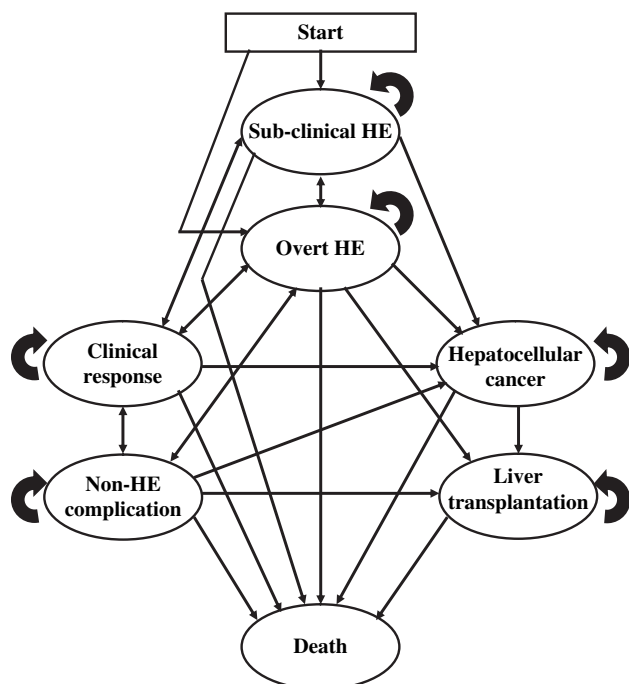 Start
Sub-clinical HE
Overt HE
Clinical
response
Hepatocellular
cancer
Non-HE
complication
Liver
transplantation
Death